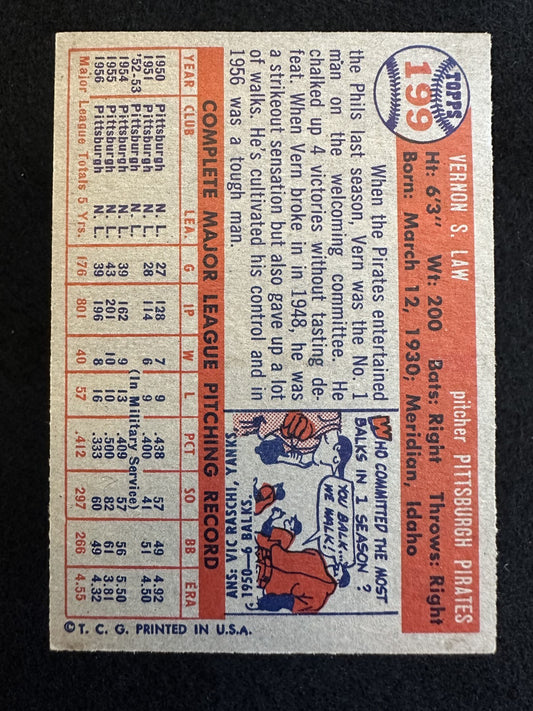 TOPPS
199
VERNON S. LAW
pitcher PITTSBURGH PIRATES
Ht: 6'3" Wt: 200 Bats: Right Throws: Right
Born: March 12, 1930; Meridian, Idaho
When the Pirates entertained
the Phils last season, Vern was the No. 1
man on the welcoming committee. He
chalked up 4 victories without tasting de-
feat. When Vern broke in in 1948, he was
a strikeout sensation but also gave up a lot
of walks. He's cultivated his control and in
1956 was a tough man.
WHO COMMITTED THE MOST
BALKS IN 1 SEASON?
YOU BALK...
WE WALK!
ANS. VIC RASCHI, YANKS,
1950—6 BALKS.
COMPLETE MAJOR LEAGUE PITCHING RECORD
YEAR CLUB LEA. G IP W L PCT SO BB ERA
1950 Pittsburgh N. L. 27 128 7 9 .438 57 49 4.92
1951 Pittsburgh N. L. 28 114 6 9 .400 41 51 4.50
'52-53 (In Military Service)
1954 Pittsburgh N. L. 39 162 9 13 .409 57 56 5.50
1955 Pittsburgh N. L. 43 201 10 10 .500 82 61 3.81
1956 Pittsburgh N. L. 39 196 8 16 .333 60 49 4.32
Major League Totals 5 Yrs. 176 801 40 57 .412 297 266 4.55
© T. C. G. PRINTED IN U.S.A.